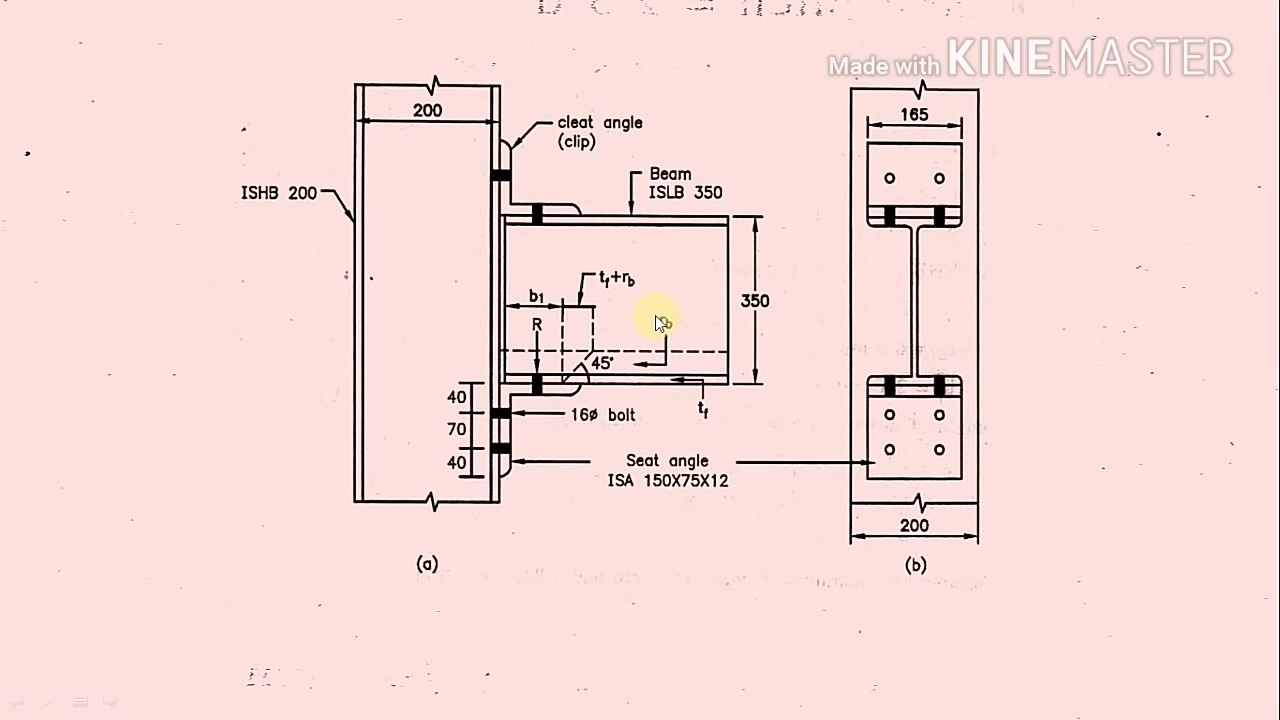 Made with KINEMASTER
200
165
cleat angle
(clip)
ISHB 200
Beam
ISLB 350
t_f+r_b
b1
350
R
45°
40
16ø bolt
t_f
70
40
Seat angle
ISA 150X75X12
200
(a)
(b)